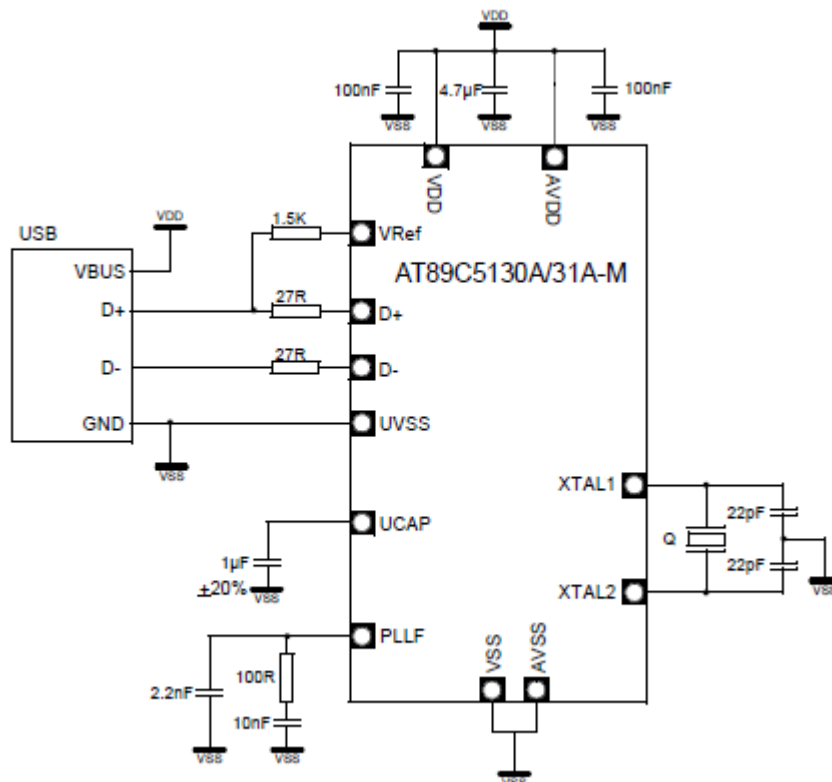 VDD
100nF
4.7µF
100nF
VSS
VSS
VSS
VDD
AVDD
VDD
1.5K
VRef
AT89C5130A/31A-M
USB
VBUS
D+
27R
D+
D-
27R
D-
GND
UVSS
VSS
XTAL1
22pF
UCAP
Q
1µF
±20%
VSS
22pF
VSS
XTAL2
PLLF
VSS
AVSS
100R
2.2nF
10nF
VSS
VSS
VSS